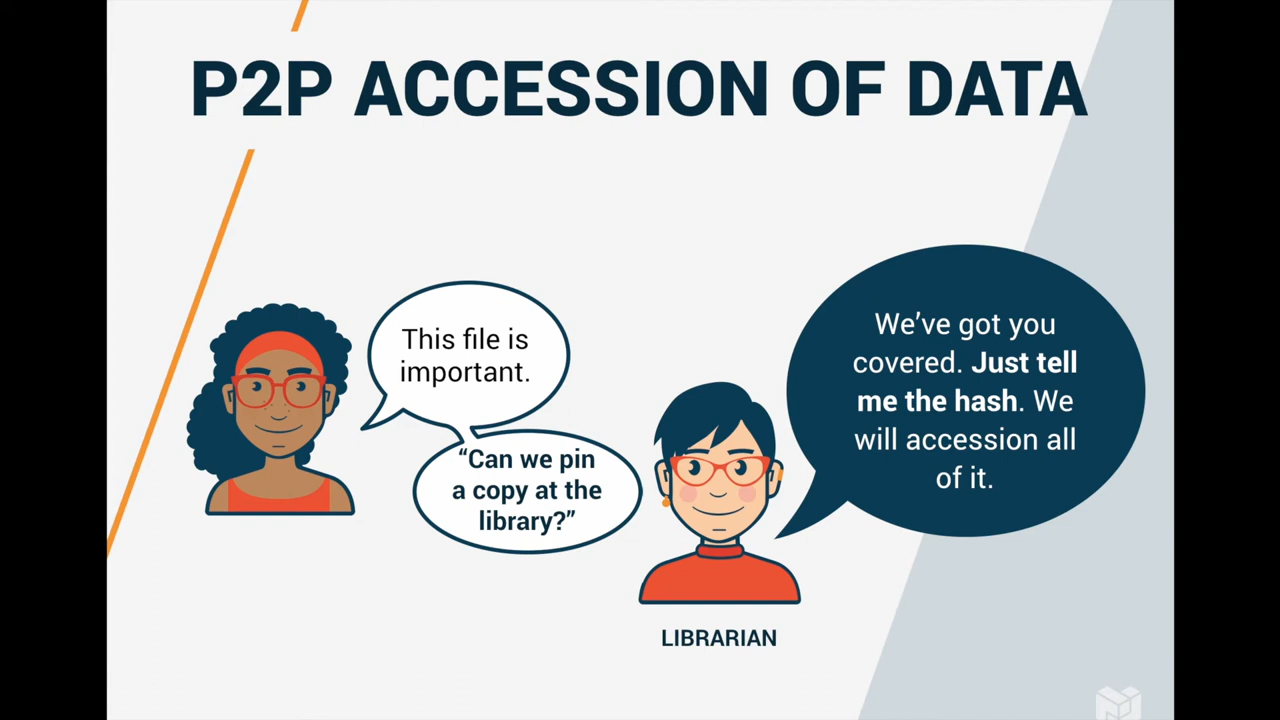 P2P ACCESSION OF DATA
This file is
important.
“Can we pin
a copy at the
library?”
We’ve got you
covered. Just tell
me the hash. We
will accession all
of it.
LIBRARIAN